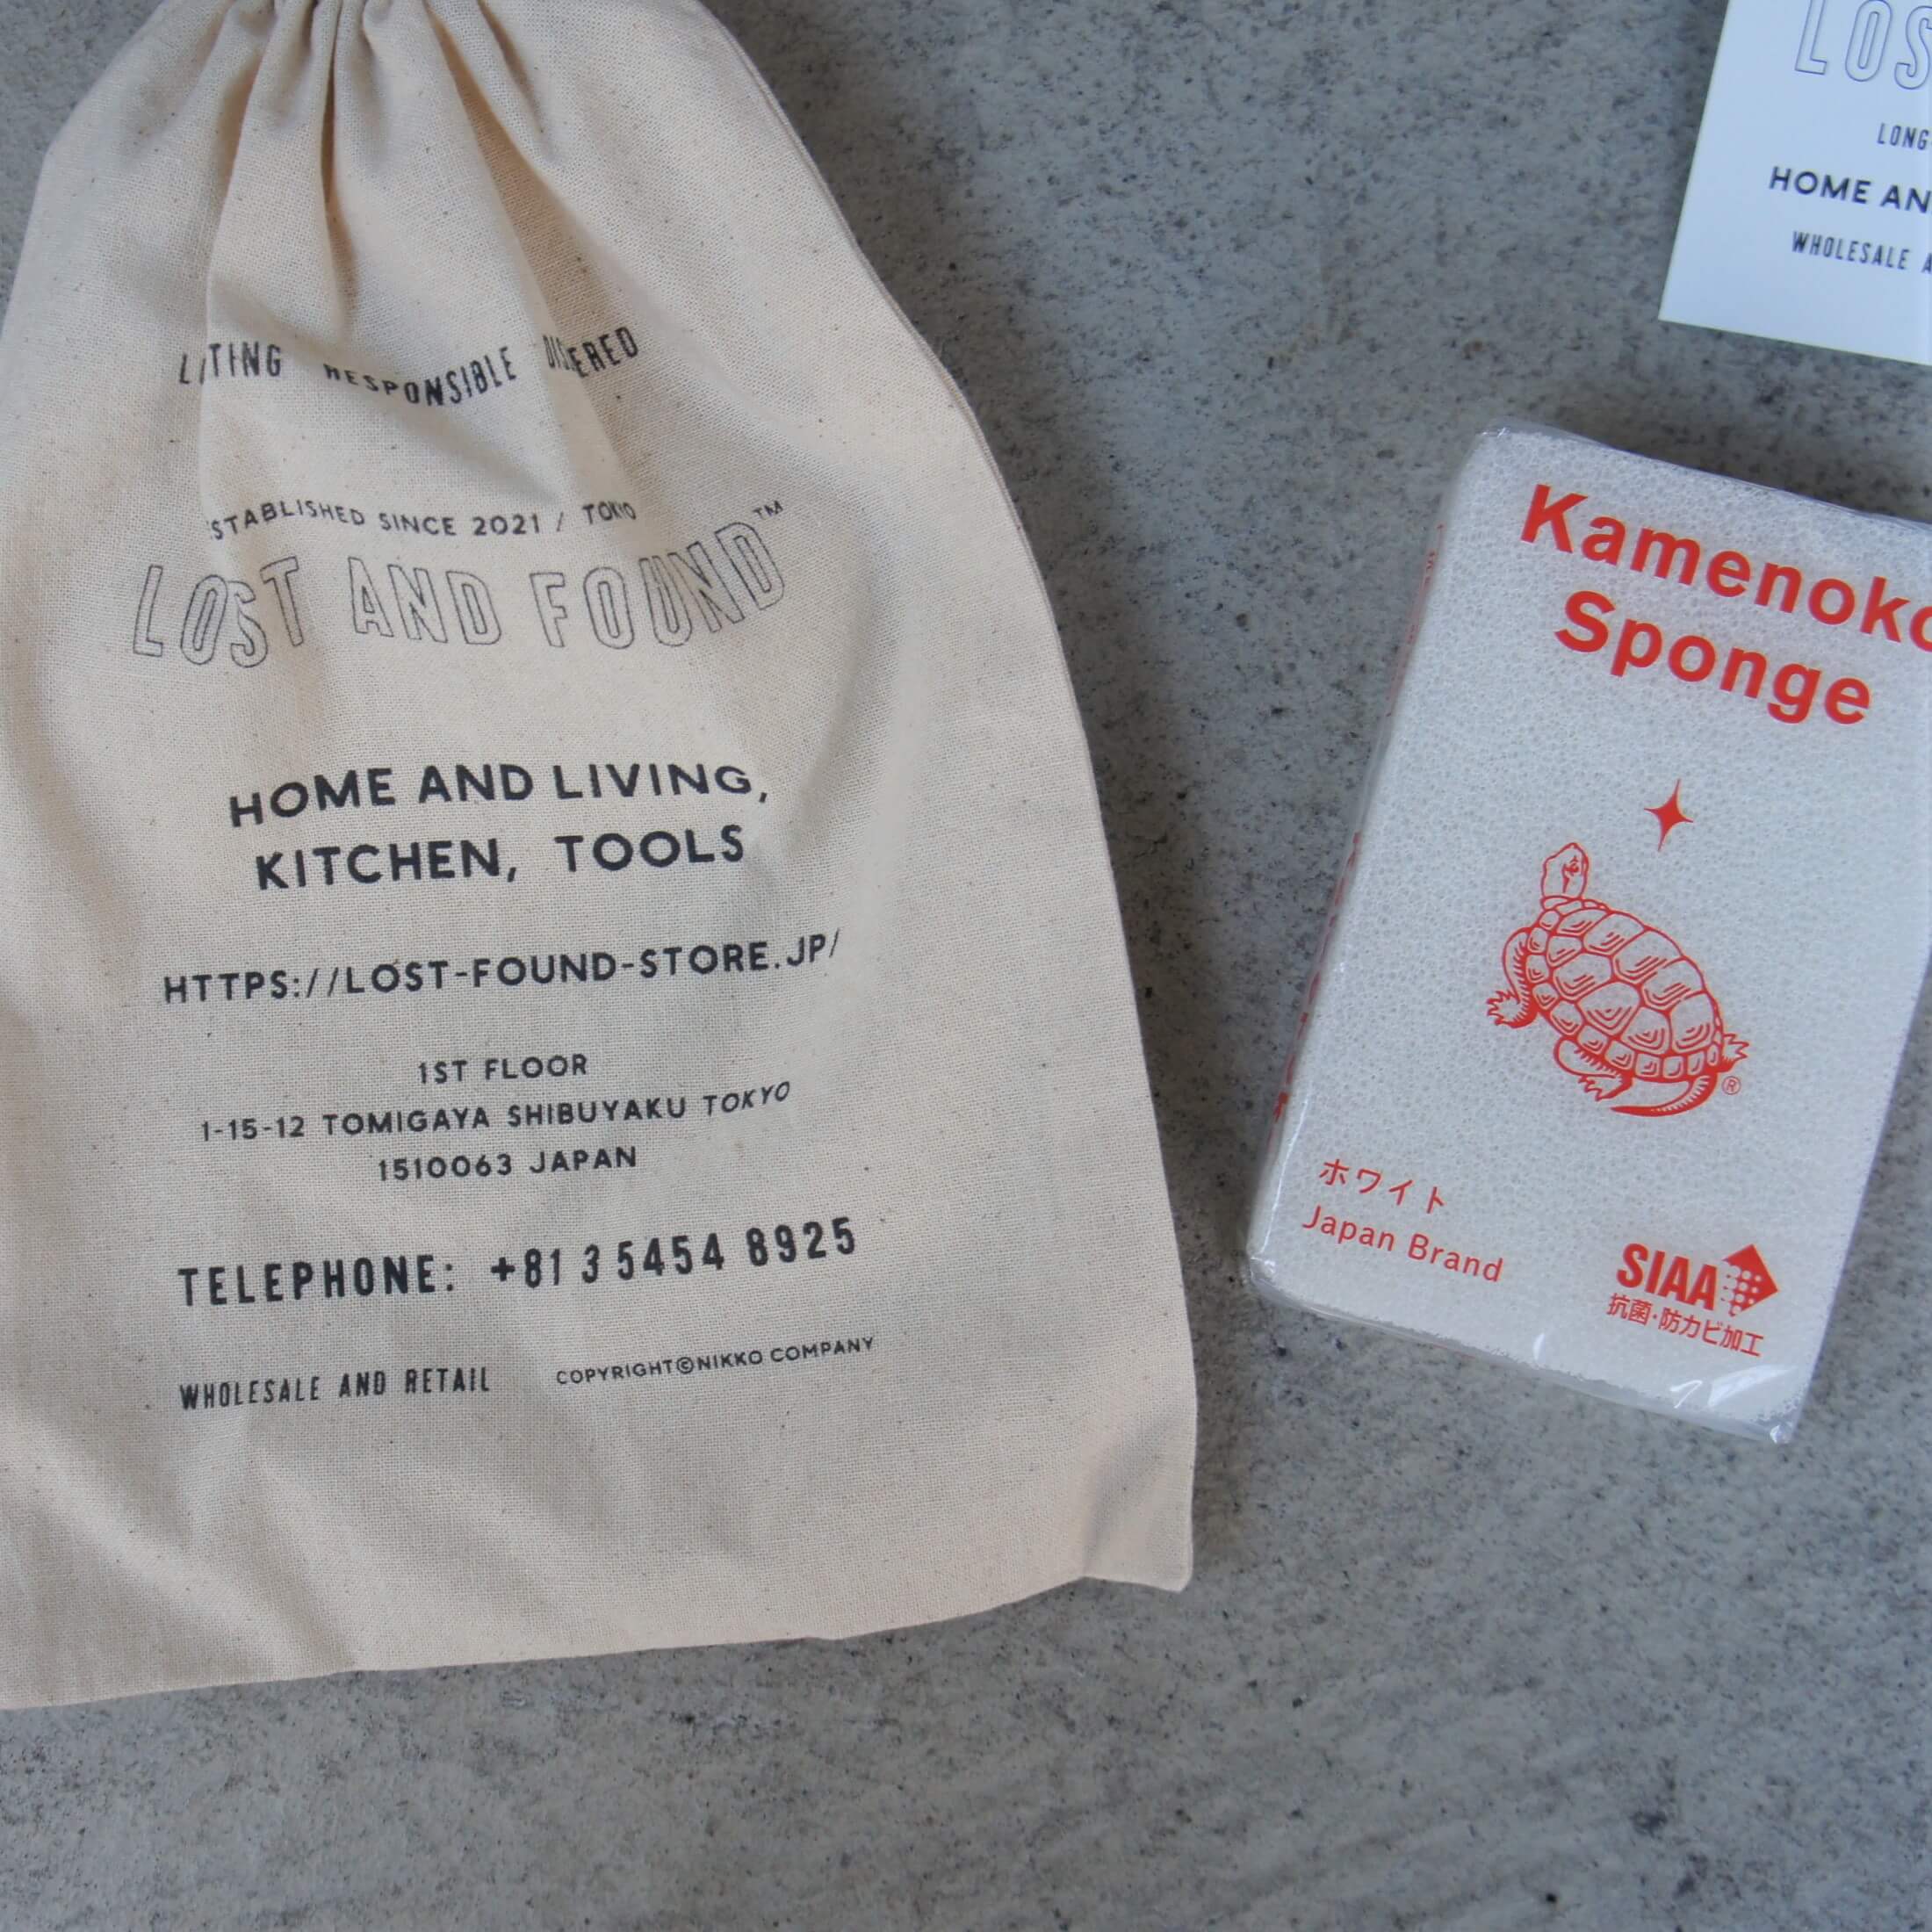 RESPONSIBLE
ESTABLISHED SINCE 2021 / TOKYO
LOST AND FOUND™
HOME AND LIVING,
KITCHEN, TOOLS
HTTPS://LOST-FOUND-STORE.JP/
1ST FLOOR
1-15-12 TOMIGAYA SHIBUYAKU TOKYO
1510063 JAPAN
TELEPHONE: +81 3 5454 8925
WHOLESALE AND RETAIL
COPYRIGHT©NIKKO COMPANY
LOS
LONG
HOME AN
WHOLESALE A
Kamenoko
Sponge
®
ホワイト
Japan Brand
SIAA
抗菌・防カビ加工